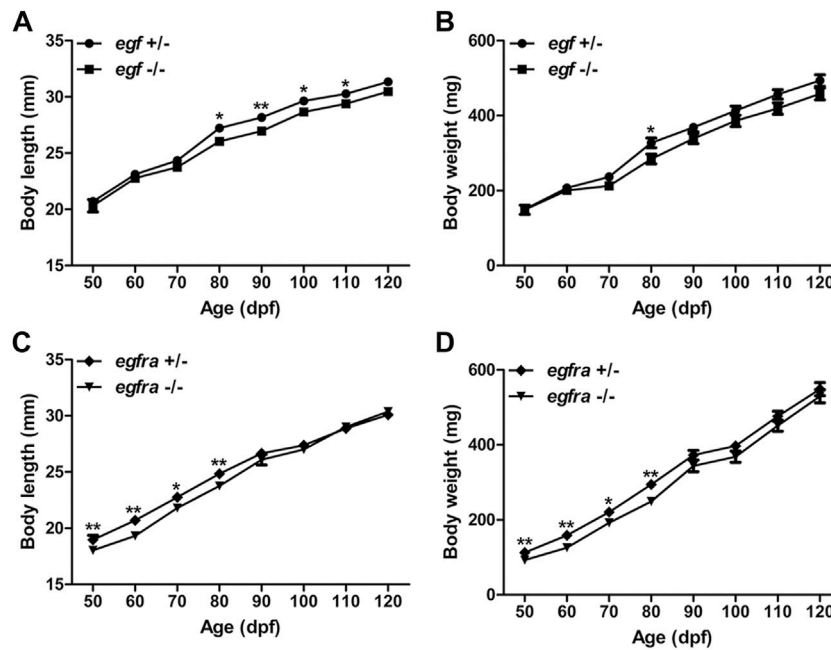 A
egf +/-
egf -/-
Body length (mm)
35
30
25
20
15
* ** * *
50 60 70 80 90 100 110 120
Age (dpf)
B
egf +/-
egf -/-
Body weight (mg)
600
400
200
0
*
50 60 70 80 90 100 110 120
Age (dpf)
C
egfra +/-
egfra -/-
Body length (mm)
35
30
25
20
15
** ** * **
50 60 70 80 90 100 110 120
Age (dpf)
D
egfra +/-
egfra -/-
Body weight (mg)
600
400
200
0
** ** * **
50 60 70 80 90 100 110 120
Age (dpf)